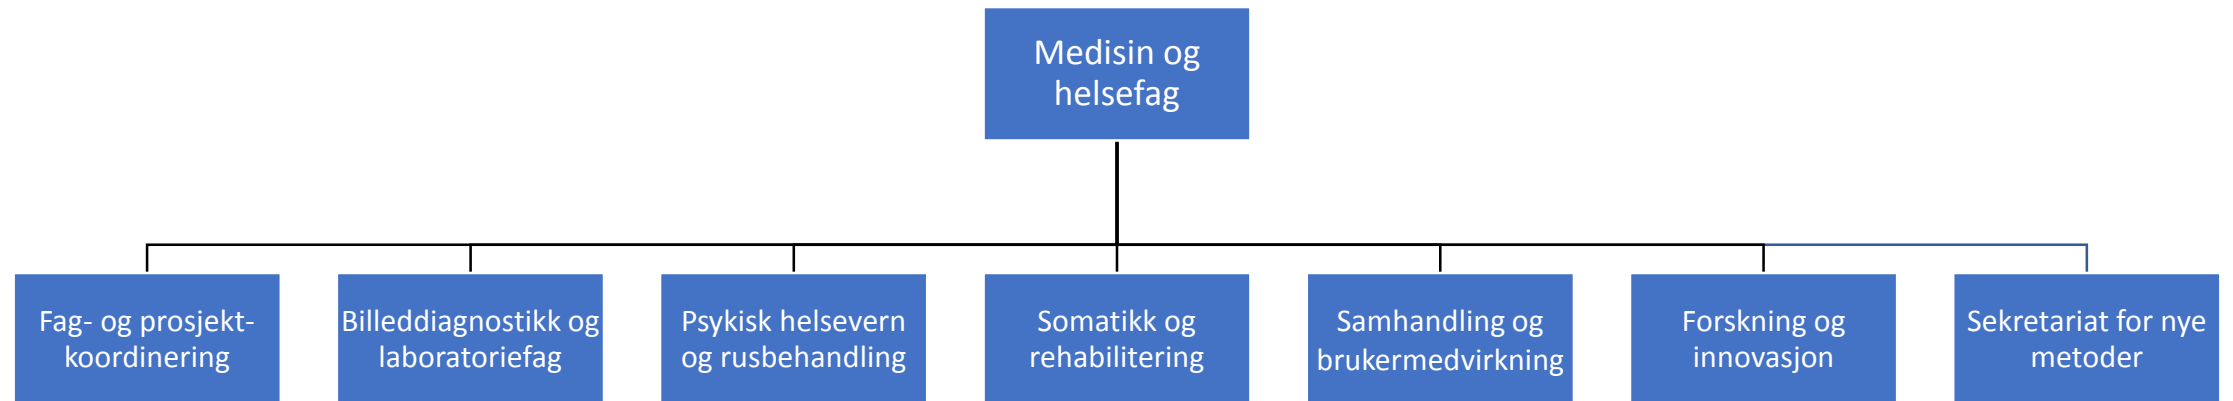 Medisin og
helsefag
Fag- og prosjekt-
koordinering
Billeddiagnostikk og
laboratoriefag
Psykisk helsevern
og rusbehandling
Somatikk og
rehabilitering
Samhandling og
brukermedvirkning
Forskning og
innovasjon
Sekretariat for nye
metoder